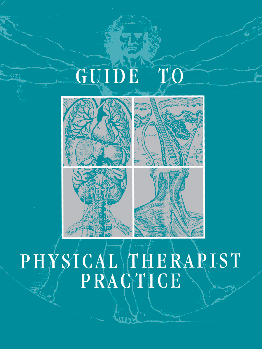 GUIDE TO
PHYSICAL THERAPIST
PRACTICE